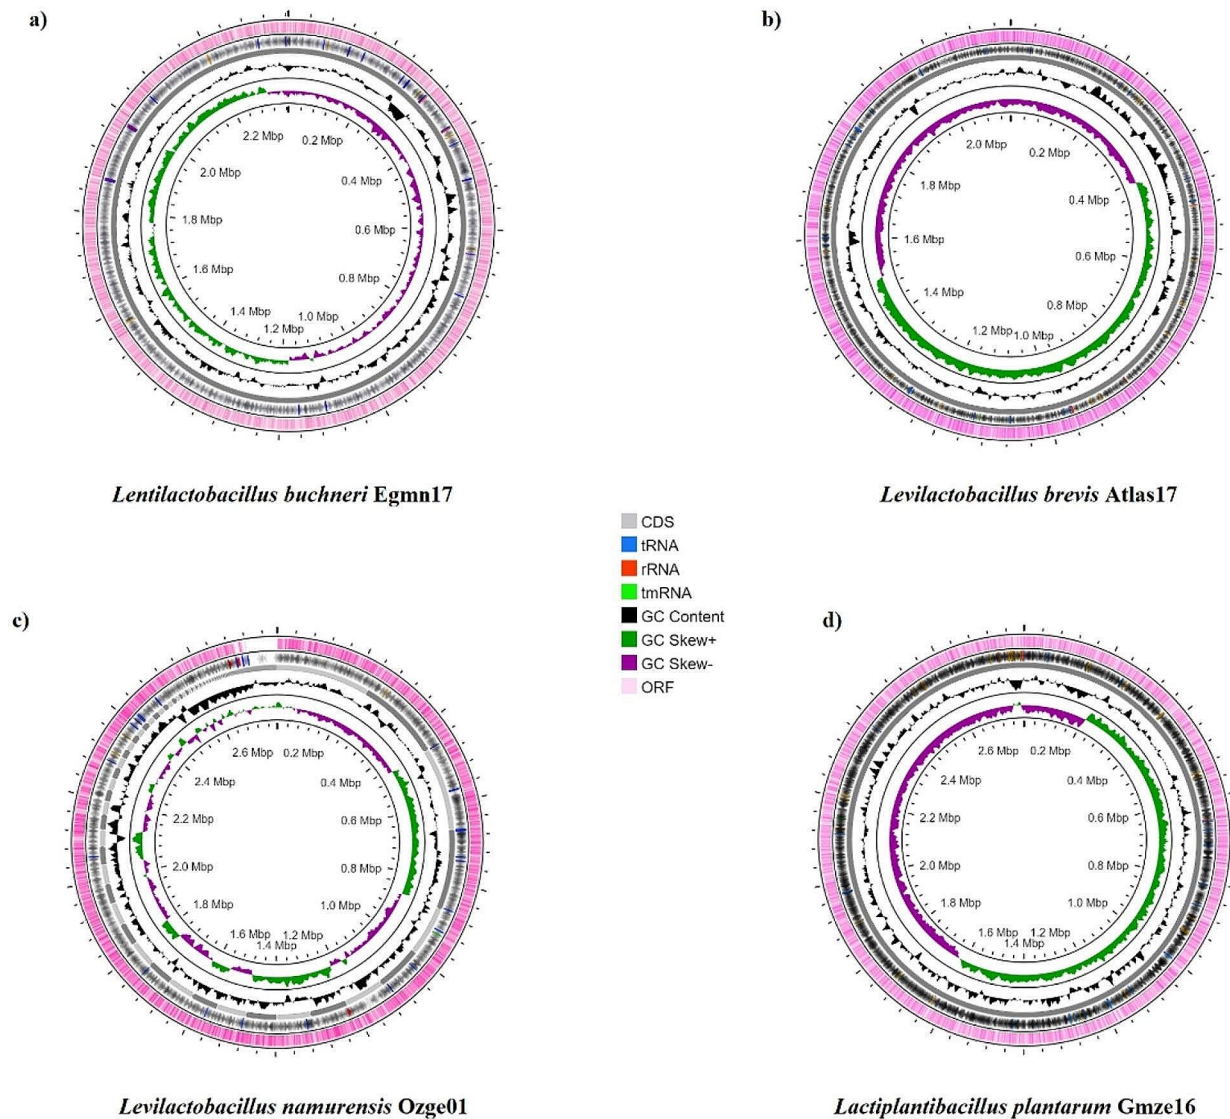 a)
2.2 Mbp
0.2 Mbp
2.0 Mbp
0.4 Mbp
1.8 Mbp
0.6 Mbp
1.6 Mbp
0.8 Mbp
1.4 Mbp
1.0 Mbp
1.2 Mbp
Lentilactobacillus buchneri Egmn17
b)
2.0 Mbp
0.2 Mbp
1.8 Mbp
0.4 Mbp
1.6 Mbp
0.6 Mbp
1.4 Mbp
0.8 Mbp
1.2 Mbp
1.0 Mbp
Levilactobacillus brevis Atlas17
CDS
tRNA
rRNA
tmRNA
GC Content
GC Skew+
GC Skew-
ORF
c)
2.6 Mbp
0.2 Mbp
2.4 Mbp
0.4 Mbp
2.2 Mbp
0.6 Mbp
2.0 Mbp
0.8 Mbp
1.8 Mbp
1.0 Mbp
1.6 Mbp
1.2 Mbp
1.4 Mbp
Levilactobacillus namurensis Ozge01
d)
2.6 Mbp
0.2 Mbp
2.4 Mbp
0.4 Mbp
2.2 Mbp
0.6 Mbp
2.0 Mbp
0.8 Mbp
1.8 Mbp
1.0 Mbp
1.6 Mbp
1.2 Mbp
1.4 Mbp
Lactiplantibacillus plantarum Gmze16